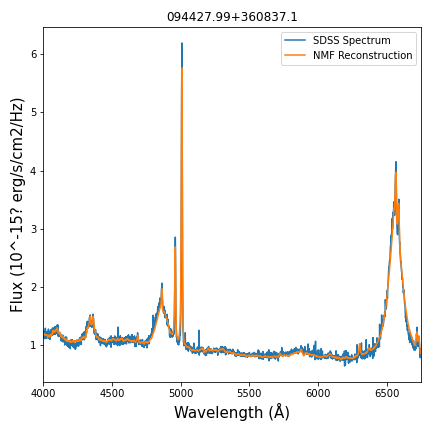 094427.99+360837.1
SDSS Spectrum
NMF Reconstruction
Flux (10^-15? erg/s/cm2/Hz)
6
5
4
3
2
1
4000 4500 5000 5500 6000 6500
Wavelength (Å)